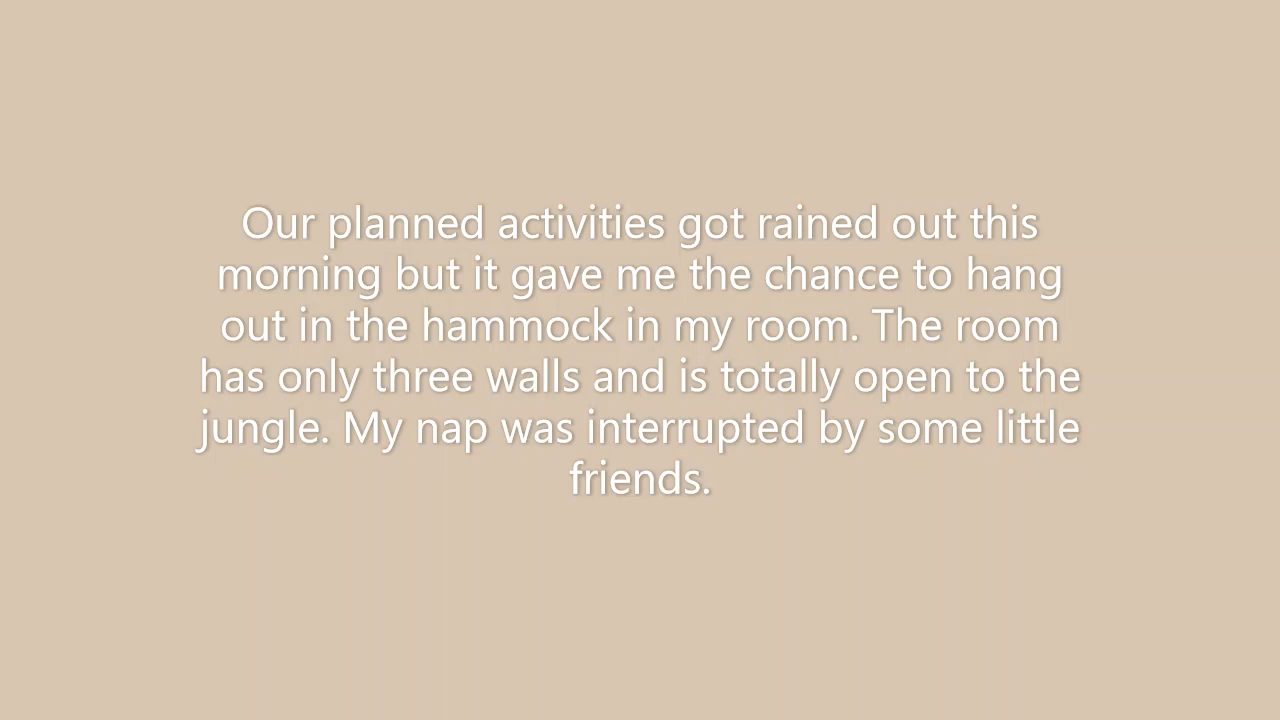 Our planned activities got rained out this
morning but it gave me the chance to hang
out in the hammock in my room. The room
has only three walls and is totally open to the
jungle. My nap was interrupted by some little
friends.